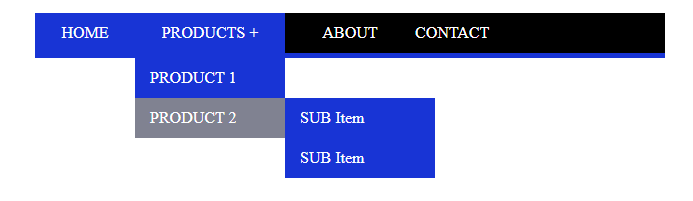 HOME PRODUCTS + ABOUT CONTACT
PRODUCT 1
PRODUCT 2 SUB Item
SUB Item